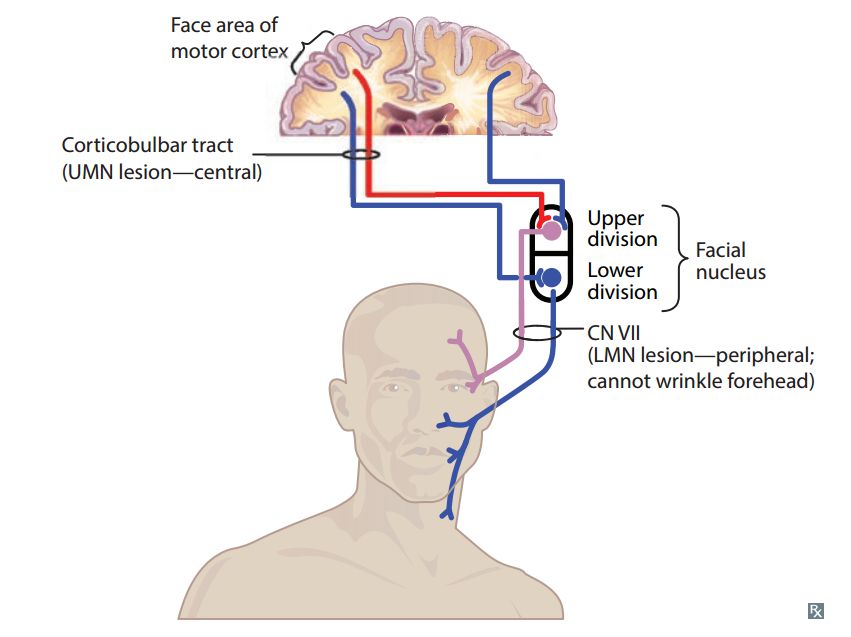 Face area of
motor cortex
Corticobulbar tract
(UMN lesion—central)
Upper
division
Lower
division
Facial
nucleus
CN VII
(LMN lesion—peripheral;
cannot wrinkle forehead)
Rx